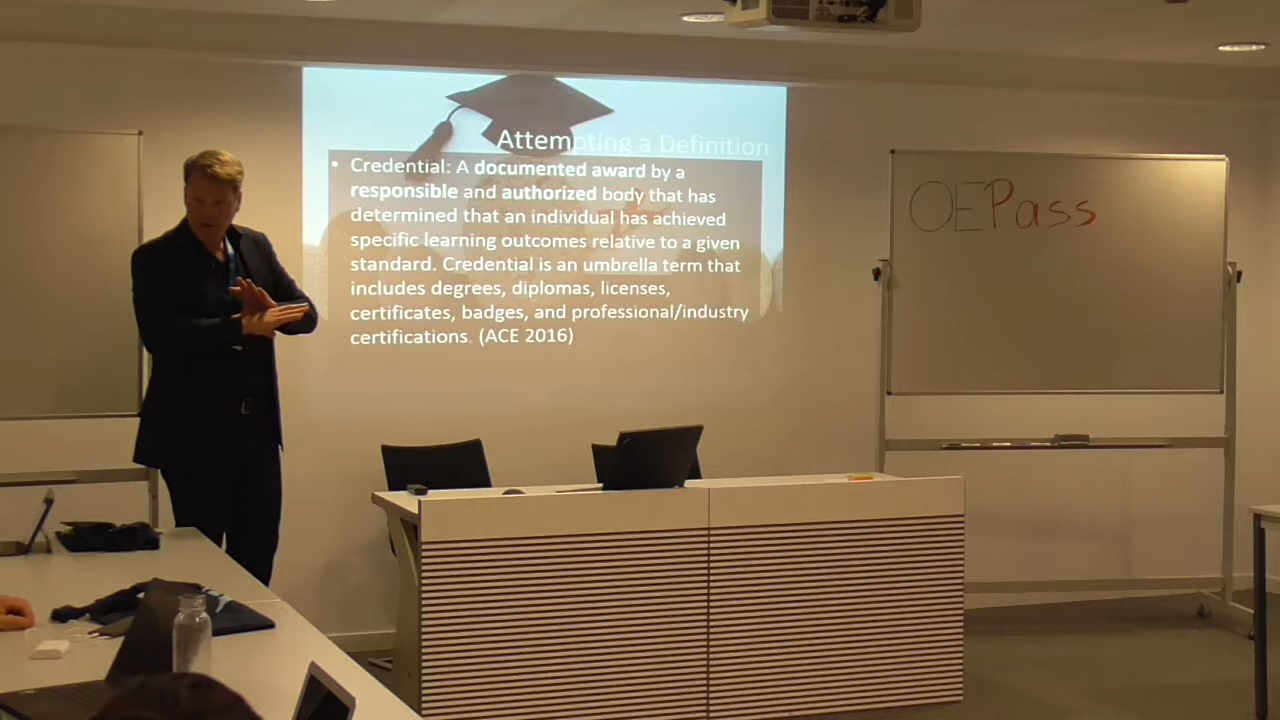 Attempting a Definition
• Credential: A documented award by a
responsible and authorized body that has
determined that an individual has achieved
specific learning outcomes relative to a given
standard. Credential is an umbrella term that
includes degrees, diplomas, licenses,
certificates, badges, and professional/industry
certifications. (ACE 2016)
OEPass